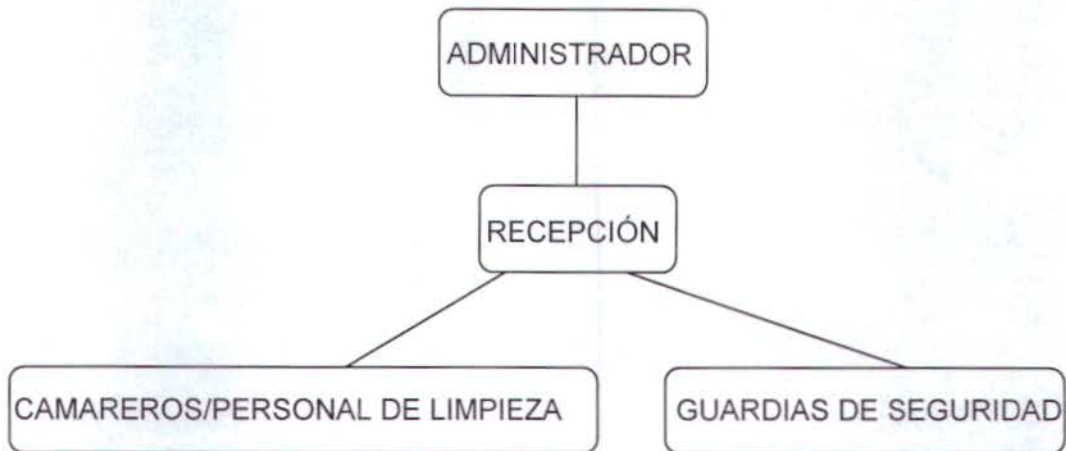 ADMINISTRADOR
RECEPCIÓN
CAMAREROS/PERSONAL DE LIMPIEZA
GUARDIAS DE SEGURIDAD